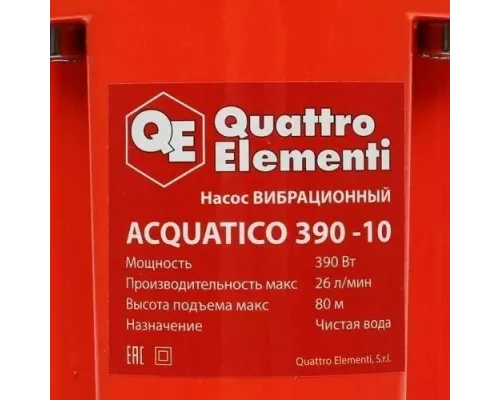 QE Quattro
Elementi
Насос ВИБРАЦИОННЫЙ
ACQUATICO 390 -10
Мощность 390 Вт
Производительность макс 26 л/мин
Высота подъема макс 80 м
Назначение Чистая вода
EAC
Quattro Elementi, S.r.l.